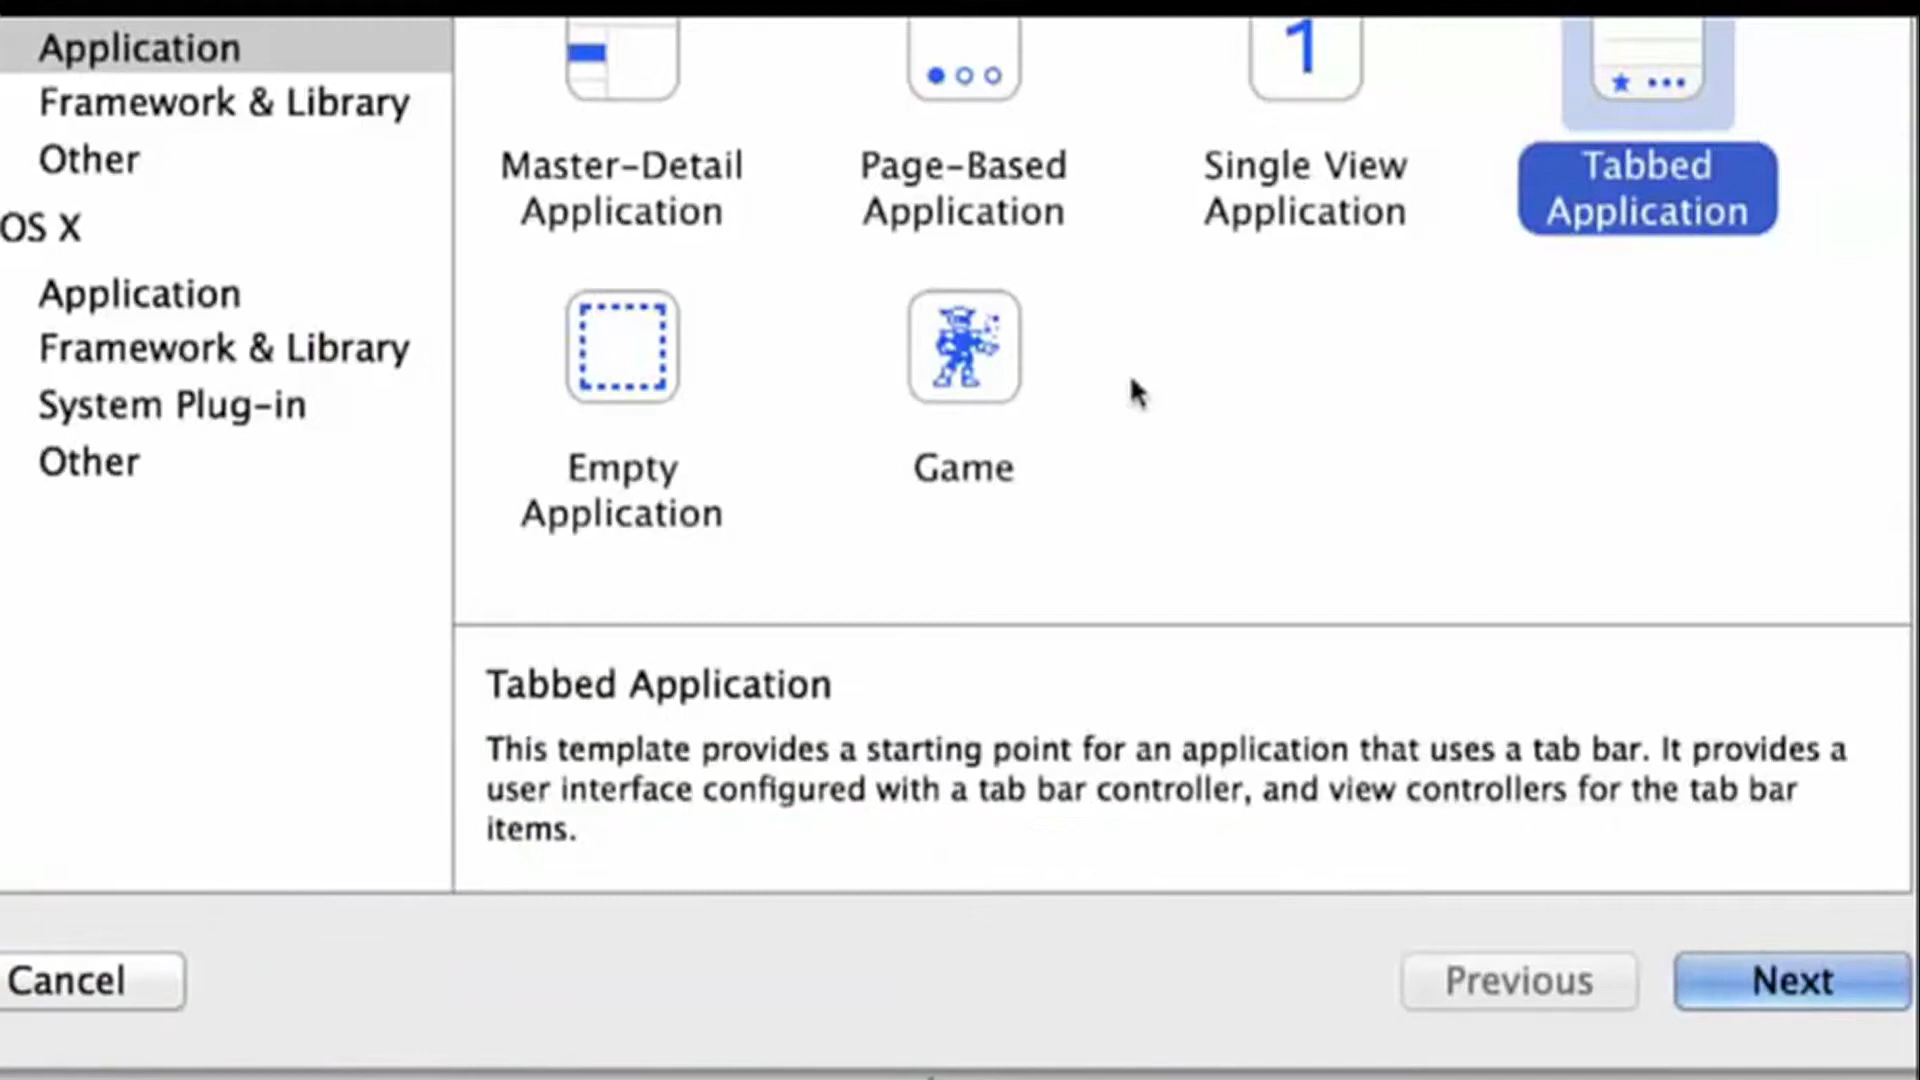 Application
Framework & Library
Other
OS X
Application
Framework & Library
System Plug-in
Other
1
Master-Detail
Application
Page-Based
Application
Single View
Application
Tabbed
Application
Empty
Application
Game
Tabbed Application
This template provides a starting point for an application that uses a tab bar. It provides a
user interface configured with a tab bar controller, and view controllers for the tab bar
items.
Cancel
Previous
Next